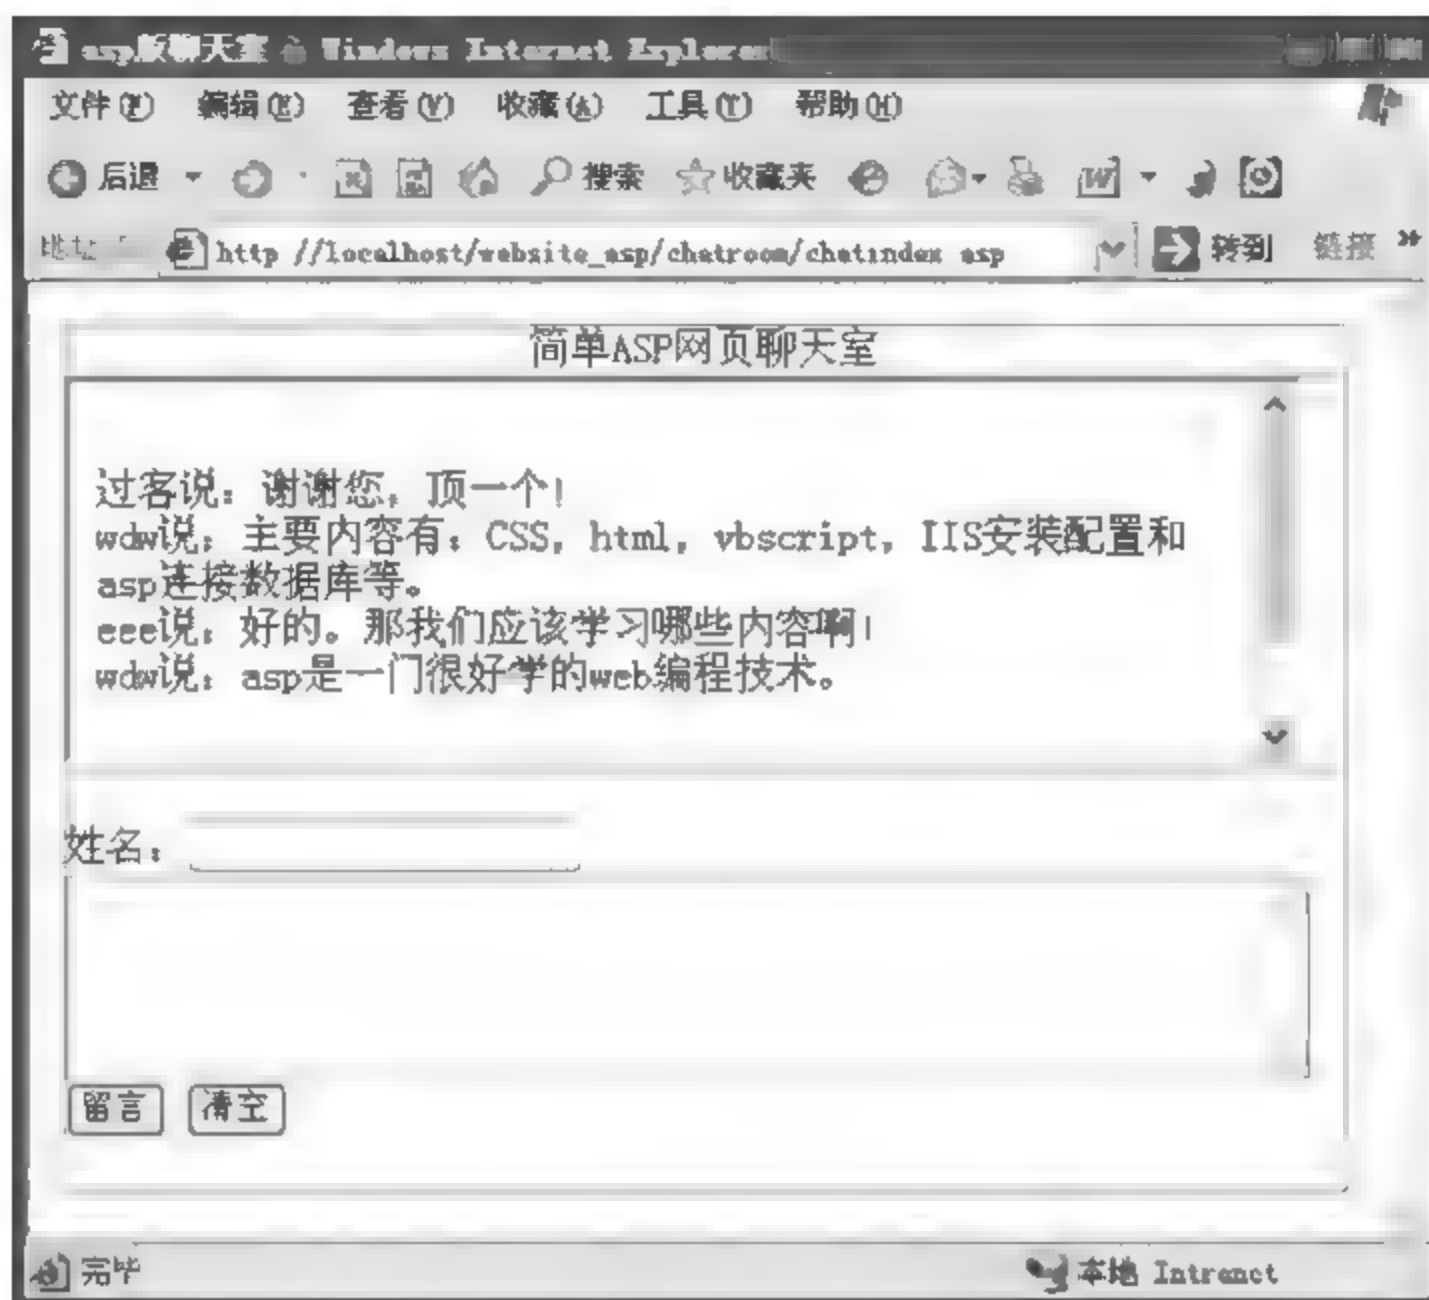 asp版聊天室 Windows Internet Explorer
文件(F) 编辑(E) 查看(V) 收藏(A) 工具(T) 帮助(H)
后退 搜索 收藏夹
地址 http //localhost/website_asp/chatroom/chatindex asp 转到 链接 »
简单ASP网页聊天室
过客说：谢谢您，顶一个！
wdw说：主要内容有：CSS, html, vbscript, IIS安装配置和
asp连接数据库等。
eee说：好的。那我们应该学习哪些内容啊！
wdw说：asp是一门很好学的web编程技术。
姓名：
留言 清空
完毕 本地 Intranet